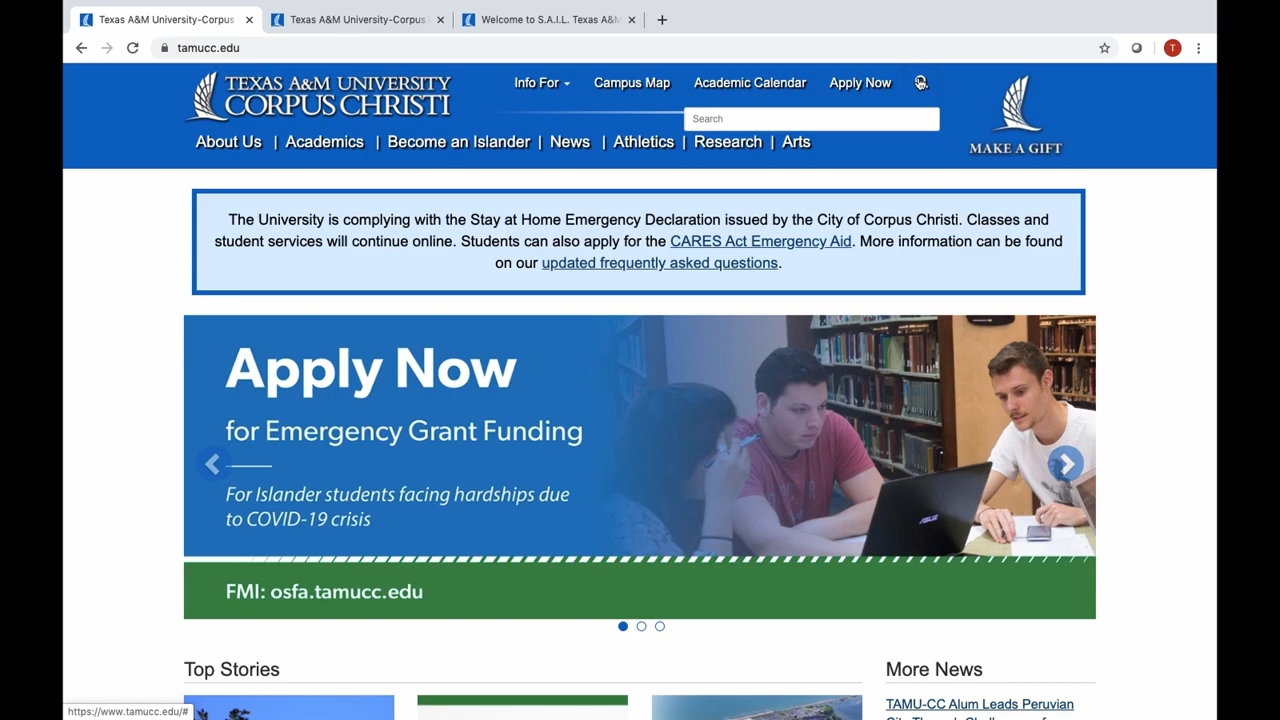 Texas A&M University-Corpus
Texas A&M University-Corpus
Welcome to S.A.I.L. Texas A&M
tamucc.edu
T
TEXAS A&M UNIVERSITY
CORPUS CHRISTI
Info For
Campus Map
Academic Calendar
Apply Now
Search
About Us | Academics | Become an Islander | News | Athletics | Research | Arts
MAKE A GIFT
The University is complying with the Stay at Home Emergency Declaration issued by the City of Corpus Christi. Classes and
student services will continue online. Students can also apply for the CARES Act Emergency Aid. More information can be found
on our updated frequently asked questions.
Apply Now
for Emergency Grant Funding
For Islander students facing hardships due
to COVID-19 crisis
ASUS
FMI: osfa.tamucc.edu
Top Stories
More News
TAMU-CC Alum Leads Peruvian
https://www.tamucc.edu/#